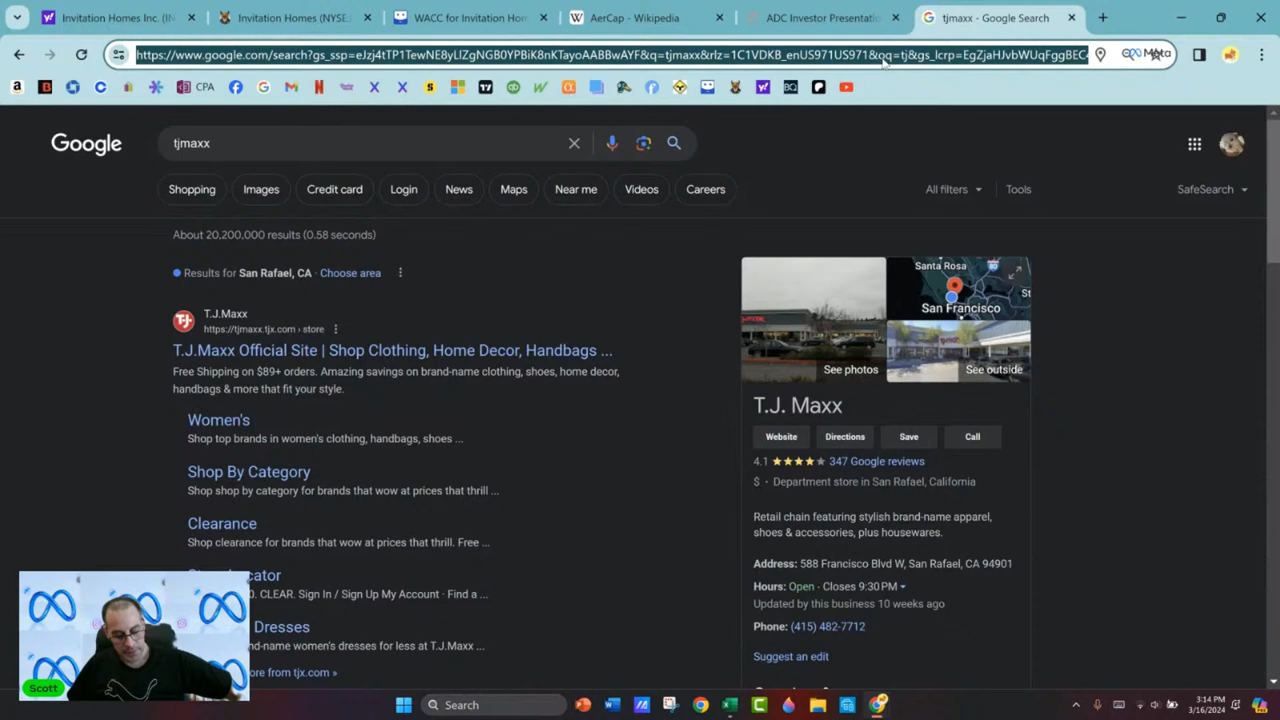 Invitation Homes Inc. (IN
Invitation Homes (NYSE:
WACC for Invitation Hom
AerCap - Wikipedia
ADC Investor Presentatio
tjmaxx - Google Search
https://www.google.com/search?gs_ssp=eJzj4tTP1TewNE8yLIZgNGB0YPBiK8nKTayoAABBwAYF&q=tjmaxx&rlz=1C1VDKB_enUS971US971&oq=tj&gs_lcrp=EgZjaHJvbWUqFggBEC
Meta
CPA
Google
tjmaxx
Shopping
Images
Credit card
Login
News
Maps
Near me
Videos
Careers
All filters
Tools
SafeSearch
About 20,200,000 results (0.58 seconds)
Results for San Rafael, CA · Choose area
T.J.Maxx
https://tjmaxx.tjx.com › store
T.J.Maxx Official Site | Shop Clothing, Home Decor, Handbags ...
Free Shipping on $89+ orders. Amazing savings on brand-name clothing, shoes, home decor,
handbags & more that fit your style.
Women's
Shop top brands in women's clothing, handbags, shoes ...
Shop By Category
Shop shop by category for brands that wow at prices that thrill ...
Clearance
Shop clearance for brands that wow at prices that thrill. Free ...
CLEAR. Sign In / Sign Up My Account · Find a ...
Dresses
nd-name women's dresses for less at T.J.Maxx ...
ore from tjx.com »
Santa Rosa
San Francisco
See photos
See outside
T.J. Maxx
Website
Directions
Save
Call
4.1 347 Google reviews
$ · Department store in San Rafael, California
Retail chain featuring stylish brand-name apparel,
shoes & accessories, plus housewares.
Address: 588 Francisco Blvd W, San Rafael, CA 94901
Hours: Open · Closes 9:30 PM
Updated by this business 10 weeks ago
Phone: (415) 482-7712
Suggest an edit
Scott
Search
3:14 PM
3/16/2024